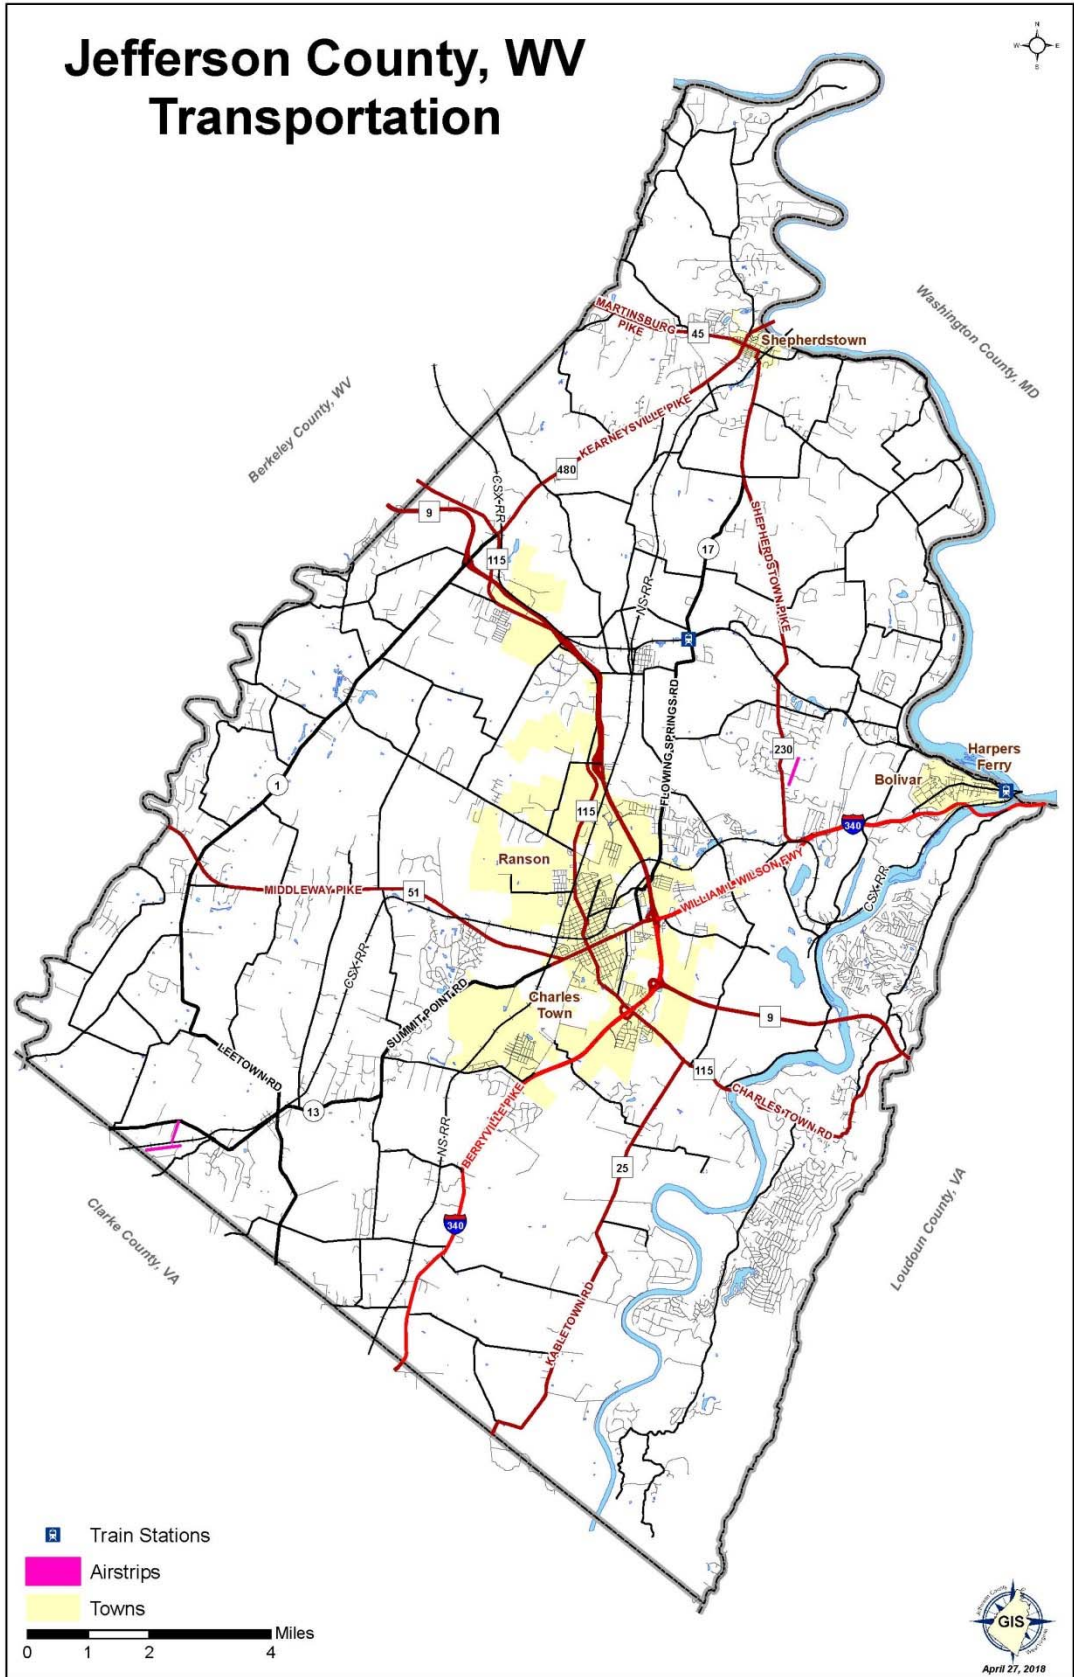 Jefferson County, WV
Transportation
N
W
E
S
Washington County, MD
MARTINSBURG
PIKE
45
Shepherdstown
Berkeley County, WV
KEARNEYSVILLE PIKE
480
CSX-RR
9
115
17
SHEPHERDSTOWN PIKE
NS-RR
FLOWING SPRINGS RD
230
Harpers
Ferry
Bolivar
1
115
340
Ranson
MIDDLEWAY PIKE
51
WILLIAM L WILSON FWY
CSX-RR
CSX-RR
SUMMIT POINT RD
Charles
Town
9
LEETOWN RD
13
115
CHARLES TOWN RD
BERRYVILLE PIKE
NS-RR
25
340
Clarke County, VA
Loudoun County, VA
KABLETOWN RD
Train Stations
Airstrips
Towns
Miles
0 1 2 4
Jefferson County
GIS
West Virginia
April 27, 2018